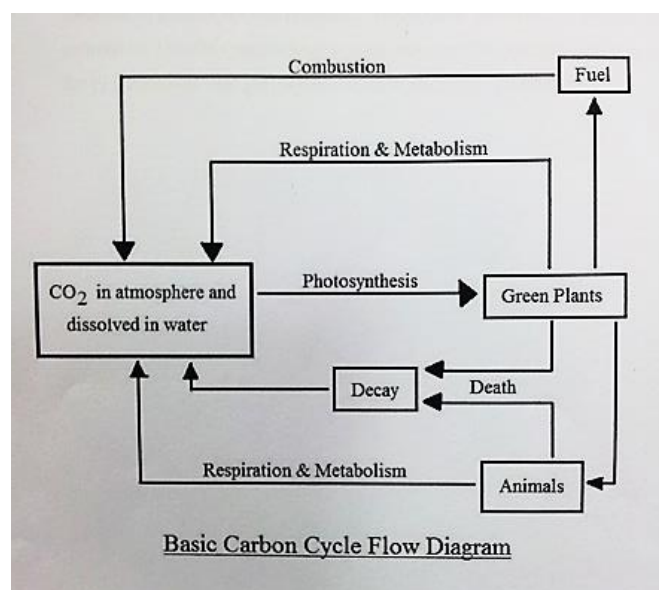 Combustion
Fuel
Respiration & Metabolism
CO2 in atmosphere and
dissolved in water
Photosynthesis
Green Plants
Decay
Death
Respiration & Metabolism
Animals
Basic Carbon Cycle Flow Diagram